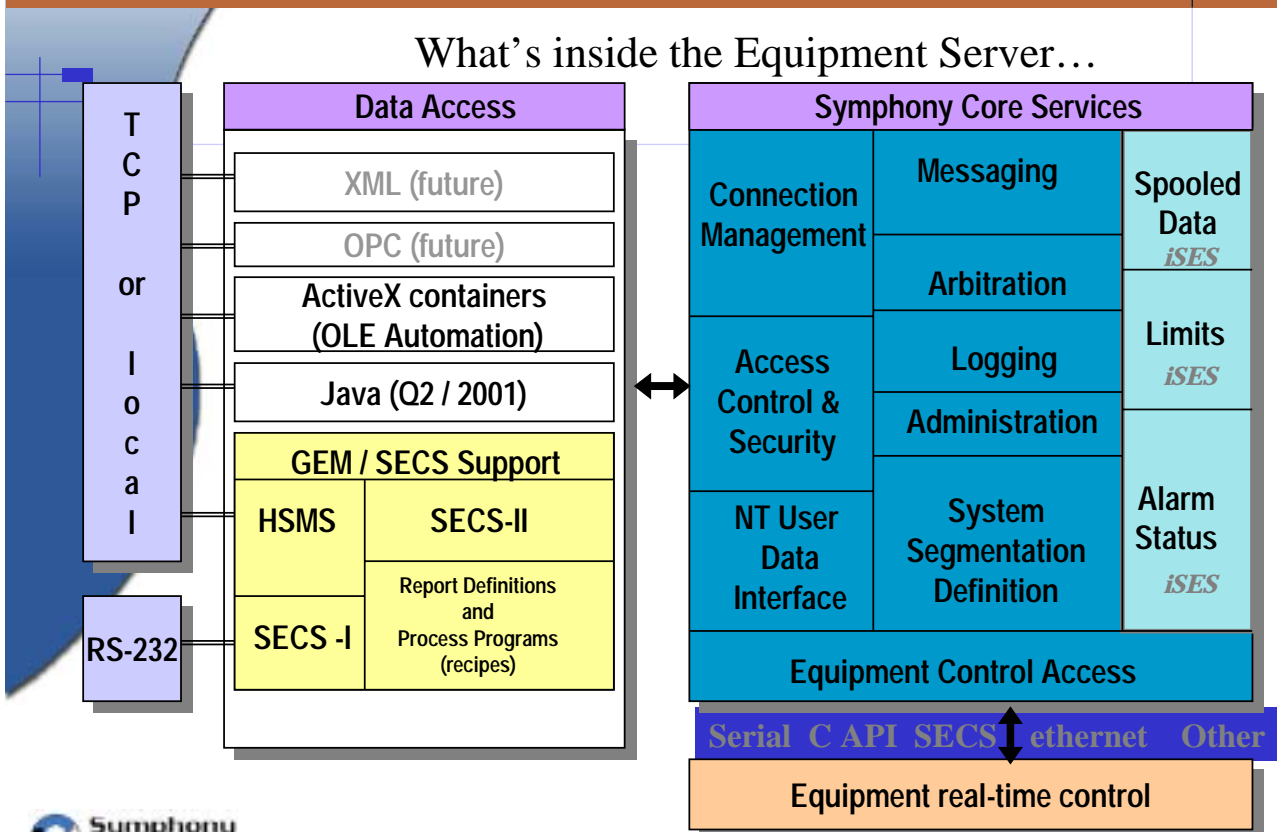 What's inside the Equipment Server…
TCP
or
local
RS-232
Data Access
XML (future)
OPC (future)
ActiveX containers
(OLE Automation)
Java (Q2 / 2001)
GEM / SECS Support
HSMS
SECS-II
SECS -I
Report Definitions
and
Process Programs
(recipes)
Symphony Core Services
Connection
Management
Access
Control &
Security
NT User
Data
Interface
Messaging
Arbitration
Logging
Administration
System
Segmentation
Definition
Spooled
Data
iSES
Limits
iSES
Alarm
Status
iSES
Equipment Control Access
Serial C API SECS ethernet Other
Equipment real-time control
Symphony